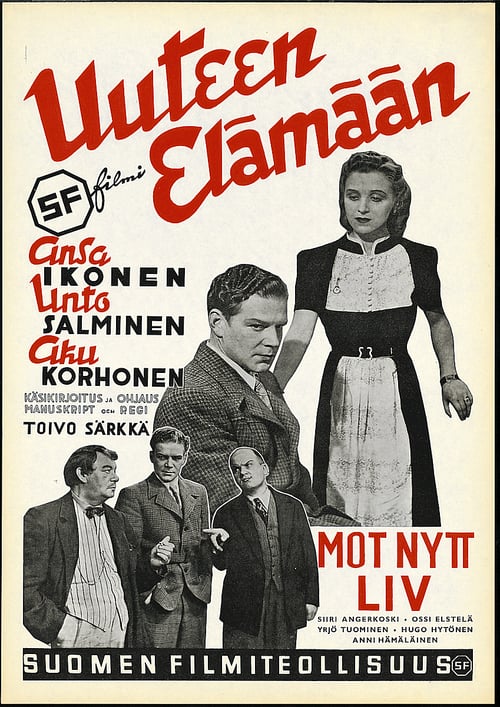 Uuteen
Elämään
SF filmi
Ansa
IKONEN
Unto
SALMINEN
Aku
KORHONEN
KÄSIKIRJOITUS JA OHJAUS
MANUSKRIPT OCH REGI
TOIVO SÄRKKÄ
MOT NYTT
LIV
SIIRI ANGERKOSKI • OSSI ELSTELÄ
YRJÖ TUOMINEN • HUGO HYTÖNEN
ANNI HÄMÄLÄINEN
SUOMEN FILMITEOLLISUUS SF